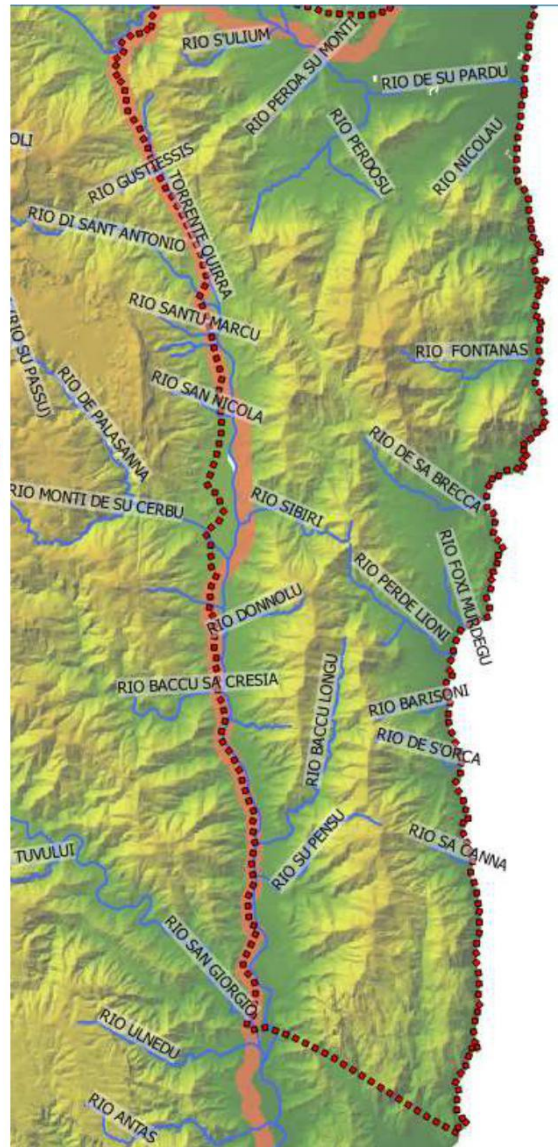 RIO S'ULIUM
RIO PERDA SU MONTI
RIO DE SU PARDU
OLI
RIO GUSTIESSIS
RIO PERDOSU
RIO NICOLAU
RIO DI SANT ANTONIO
TORRENTE QUIRRA
RIO SANTU MARCU
(RIO SU PASSU)
RIO DE PALASANNA
RIO FONTANAS
RIO SAN NICOLA
RIO DE SA BRECCA
RIO MONTI DE SU CERBU
RIO SIBIRI
RIO FOXI MURDEGU
RIO PERDE LIONI
RIO DONNOLU
RIO BACCU SA CRESIA
RIO BACCU LONGU
RIO BARISONI
RIO DE S'ORCA
RIO SU PENSU
RIO SA CANNA
TUVULUI
RIO SAN GIORGIO
RIO ULNEDU
RIO ANTAS